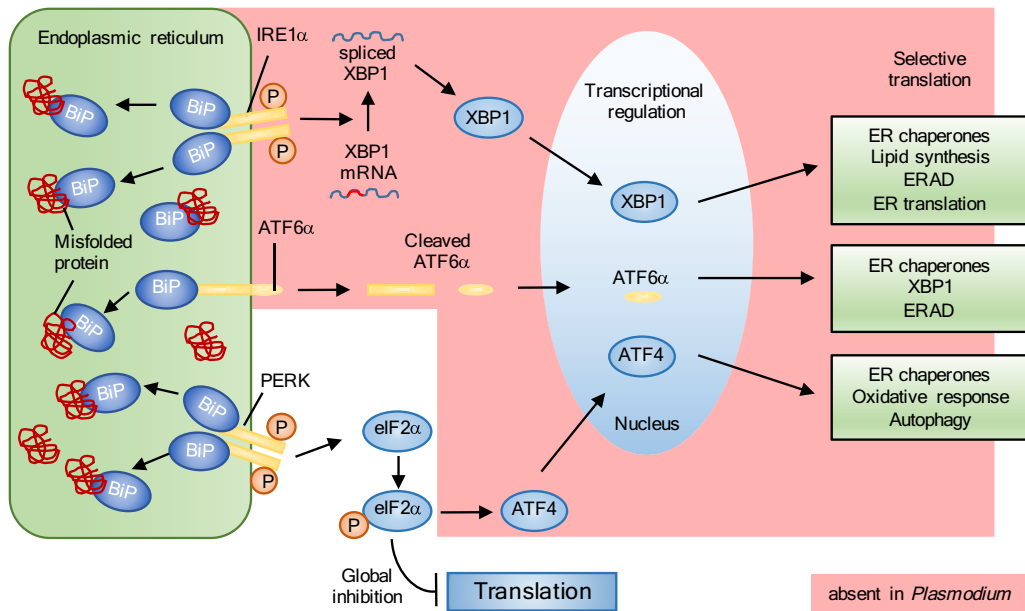 Endoplasmic reticulum
IRE1α
spliced
XBP1
XBP1
mRNA
XBP1
Transcriptional
regulation
Selective
translation
BiP
BiP
BiP
P
P
BiP
BiP
Misfolded
protein
ATF6α
Cleaved
ATF6α
BiP
BiP
XBP1
ATF6α
ATF4
Nucleus
ER chaperones
Lipid synthesis
ERAD
ER translation
ER chaperones
XBP1
ERAD
ER chaperones
Oxidative response
Autophagy
PERK
BiP
BiP
BiP
BiP
P
P
eIF2α
P
eIF2α
ATF4
Global
inhibition
Translation
absent in Plasmodium